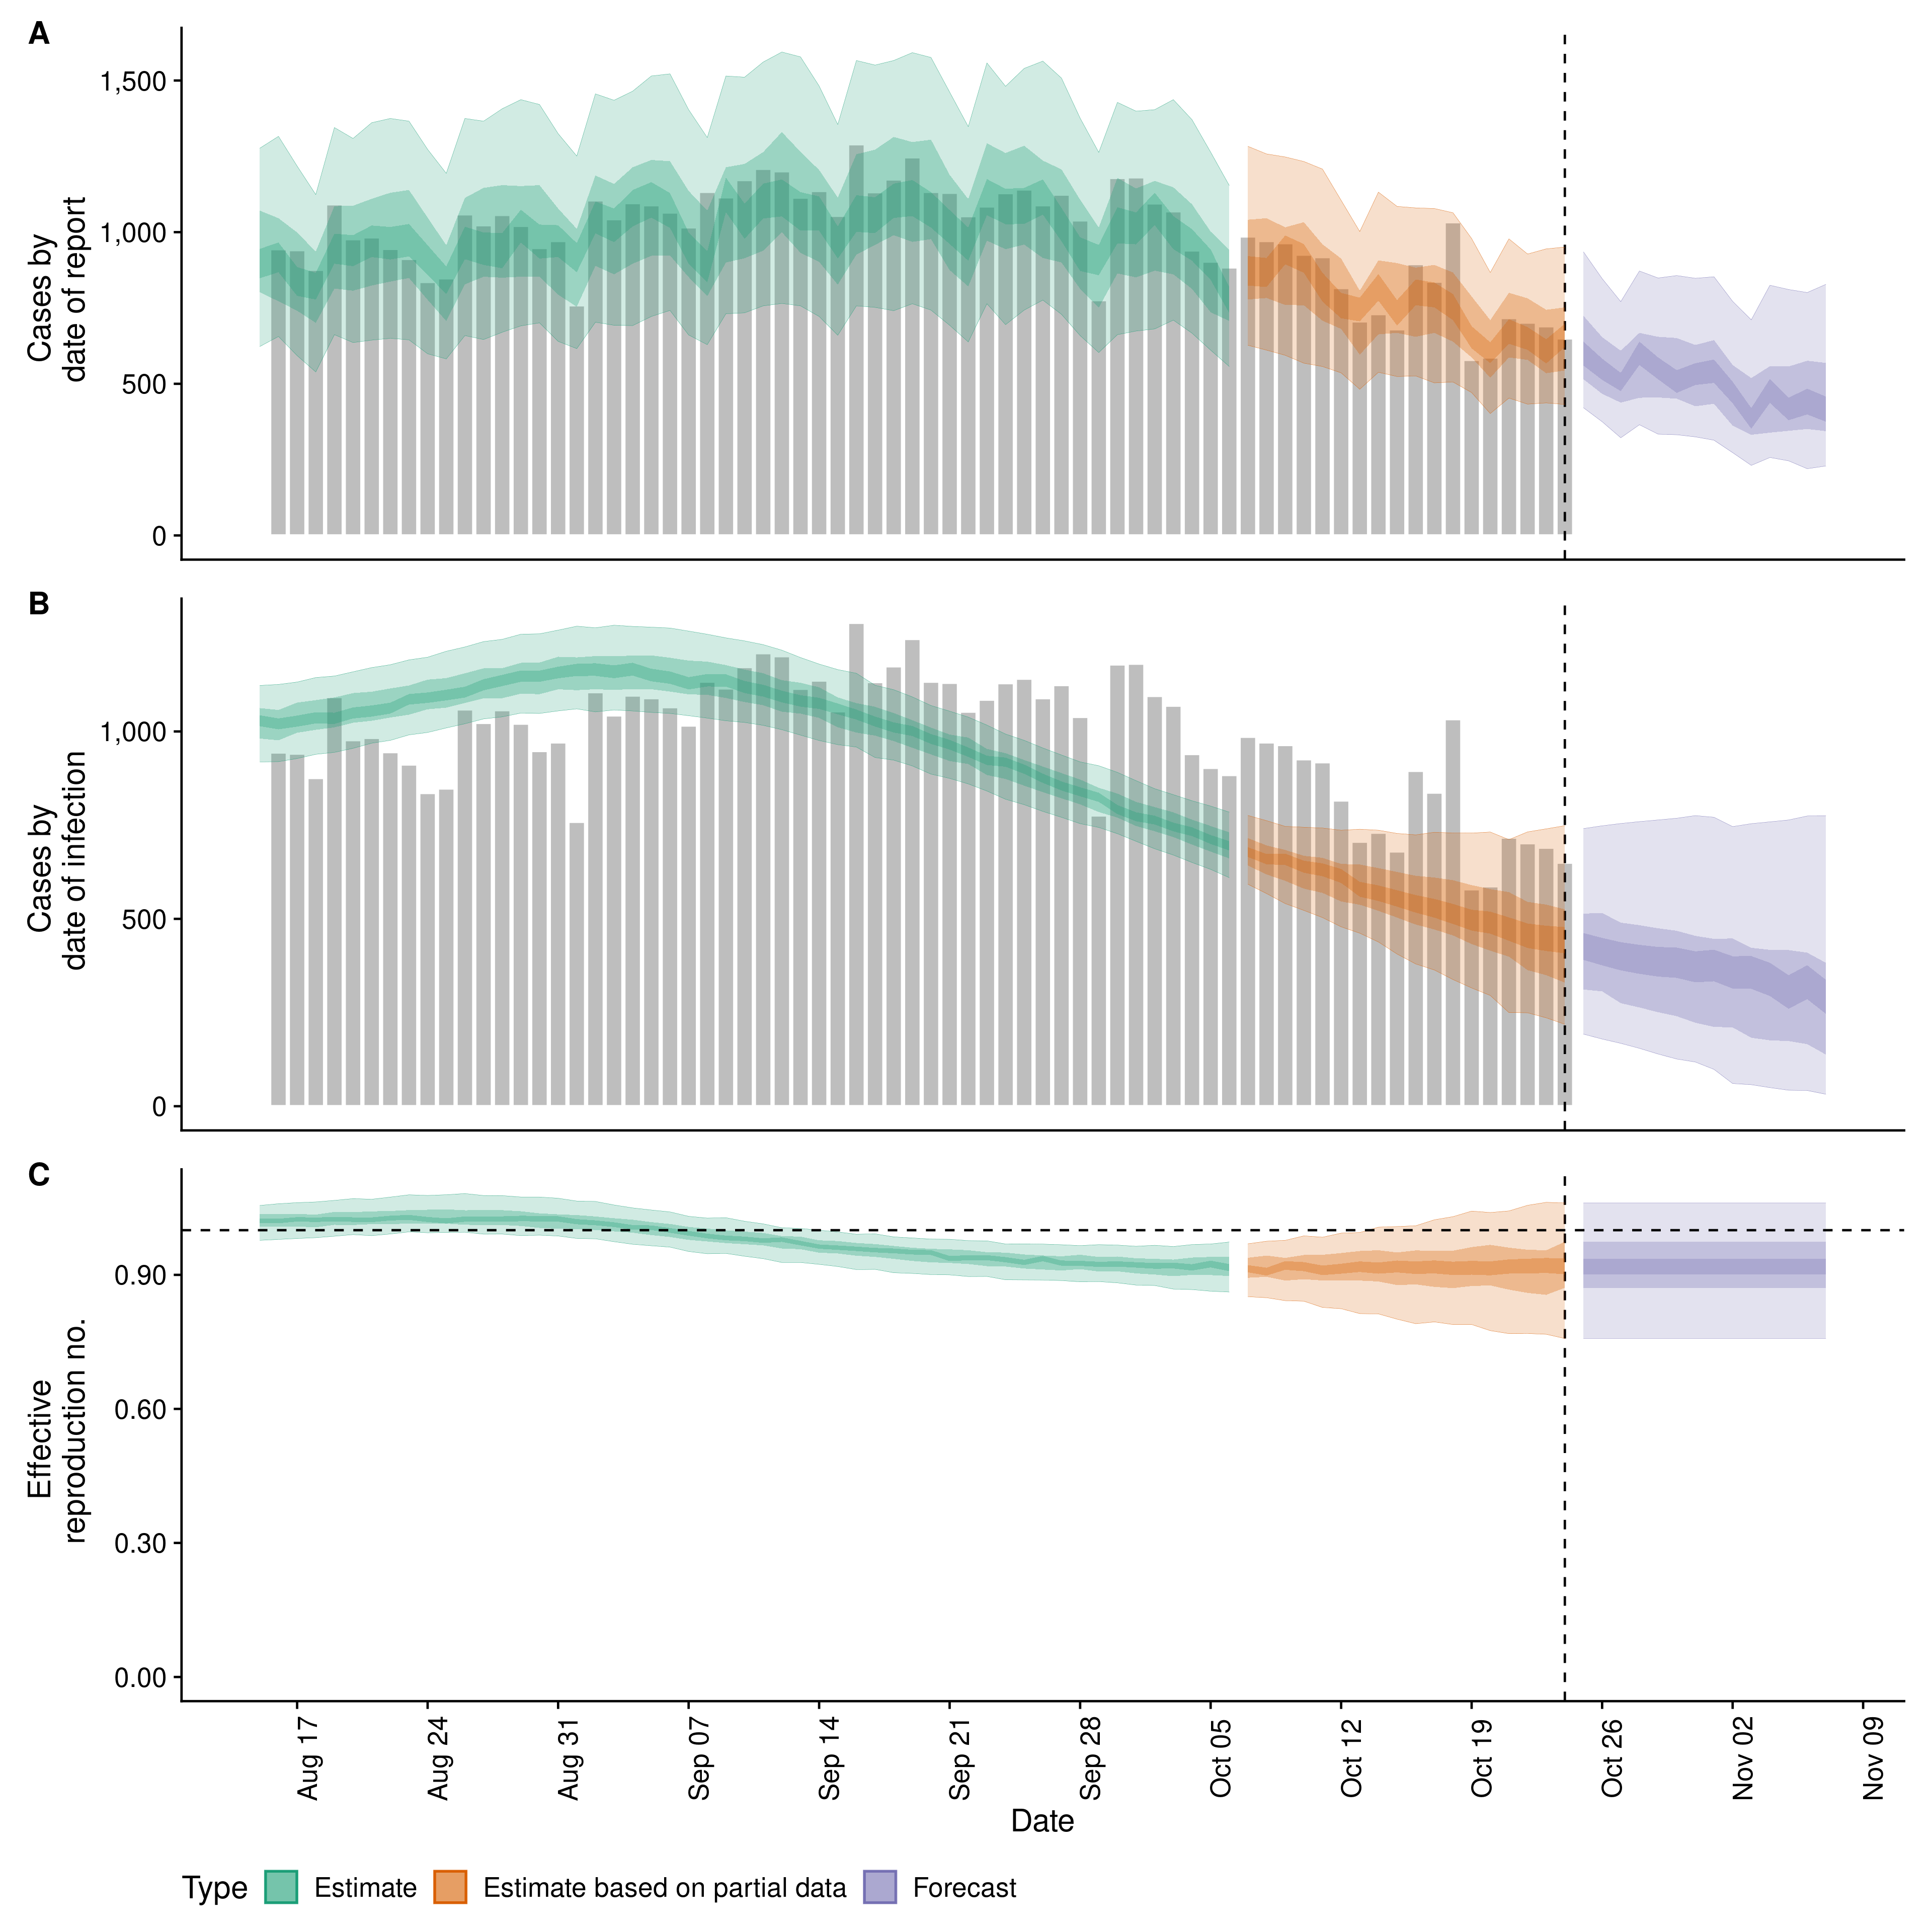 A
Cases by
date of report
1,500
1,000
500
0
B
Cases by
date of infection
1,000
500
0
C
Effective
reproduction no.
0.90
0.60
0.30
0.00
Aug 17
Aug 24
Aug 31
Sep 07
Sep 14
Sep 21
Sep 28
Oct 05
Oct 12
Oct 19
Oct 26
Nov 02
Nov 09
Date
Type Estimate Estimate based on partial data Forecast